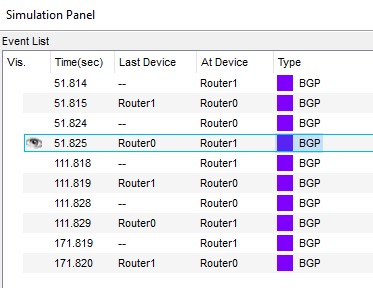 Simulation Panel
Event List
Vis. Time(sec) Last Device At Device Type
51.814 -- Router1 BGP
51.815 Router1 Router0 BGP
51.824 -- Router0 BGP
51.825 Router0 Router1 BGP
111.818 -- Router1 BGP
111.819 Router1 Router0 BGP
111.828 -- Router0 BGP
111.829 Router0 Router1 BGP
171.819 -- Router1 BGP
171.820 Router1 Router0 BGP